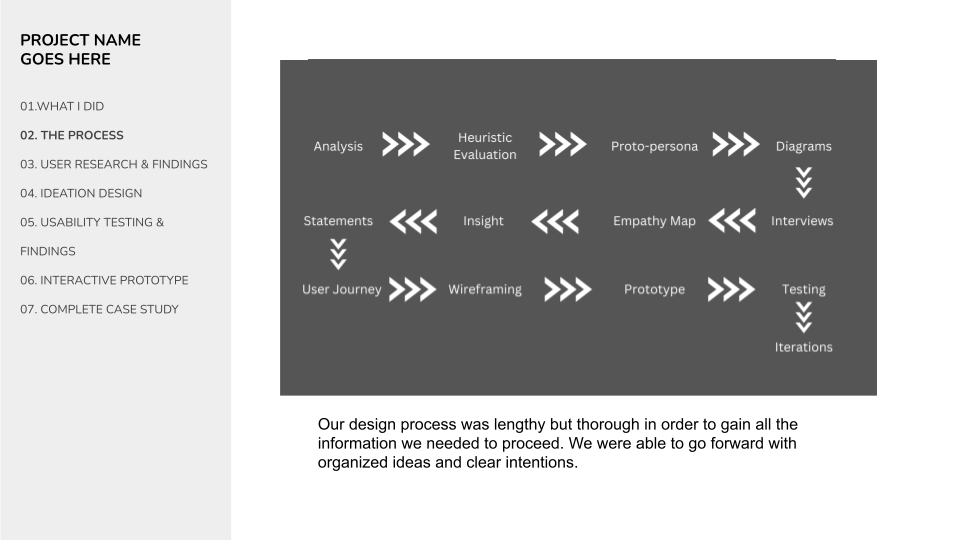 PROJECT NAME
GOES HERE
01.WHAT I DID
02. THE PROCESS
03. USER RESEARCH & FINDINGS
04. IDEATION DESIGN
05. USABILITY TESTING &
FINDINGS
06. INTERACTIVE PROTOTYPE
07. COMPLETE CASE STUDY
Analysis
Heuristic
Evaluation
Proto-persona
Diagrams
Interviews
Empathy Map
Insight
Statements
User Journey
Wireframing
Prototype
Testing
Iterations
Our design process was lengthy but thorough in order to gain all the
information we needed to proceed. We were able to go forward with
organized ideas and clear intentions.